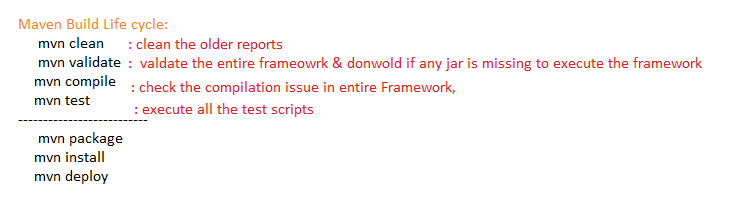 Maven Build Life cycle:
mvn clean : clean the older reports
mvn validate : valdate the entire frameowrk & donwold if any jar is missing to execute the framework
mvn compile : check the compilation issue in entire Framework,
mvn test : execute all the test scripts
--------------------------
mvn package
mvn install
mvn deploy